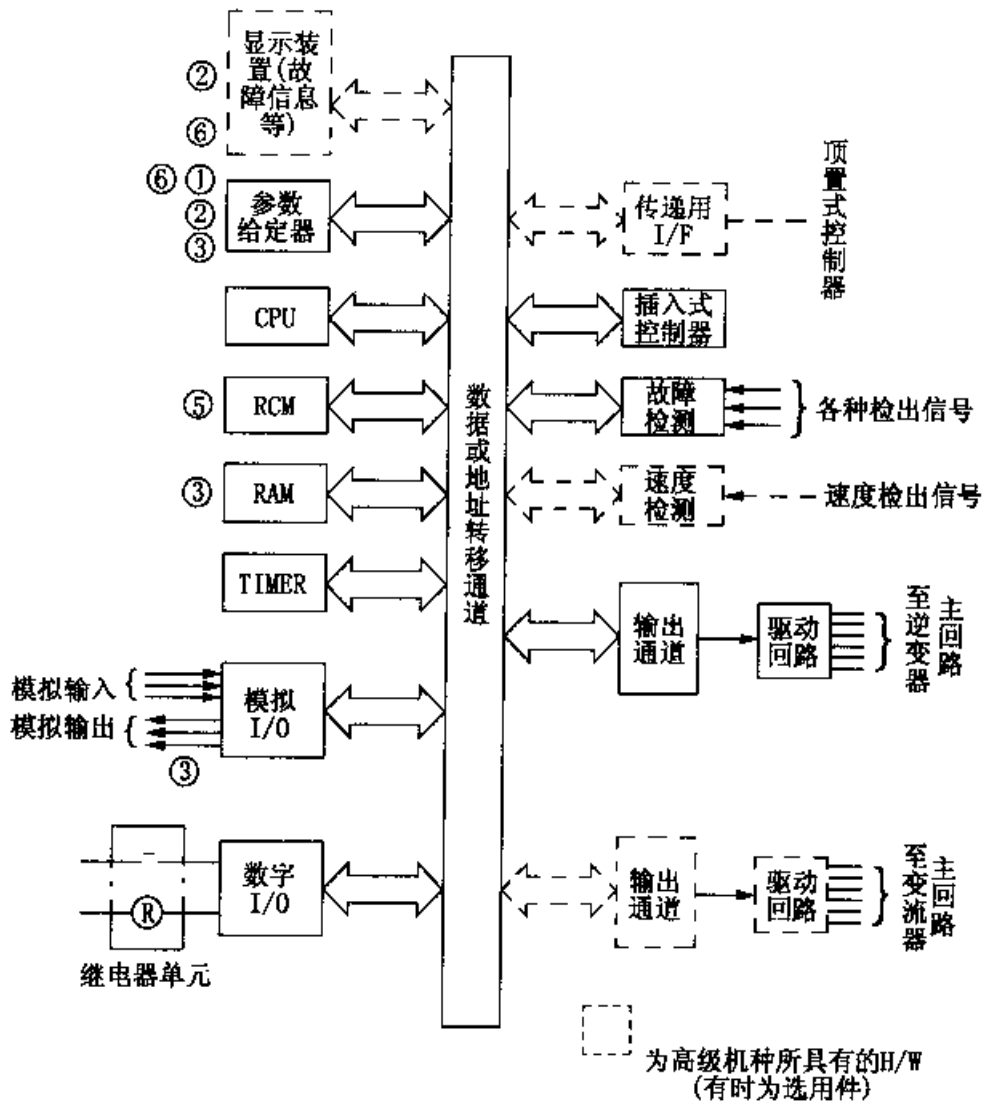 显示装
置(故
障信息
等)
②
⑥
⑥ ①
②
③
参数
给定器
CPU
⑤
RCM
③
RAM
TIMER
模拟输入
模拟输出
模拟
I/O
③
数字
I/O
R
继电器单元
数据或地址转移通道
传递用
I/F
顶置式控制器
插入式
控制器
故障
检测
各种检出信号
速度
检测
速度检出信号
输出
通道
驱动
回路
至逆变器
主回路
输出
通道
驱动
回路
至变流器
主回路
为高级机种所具有的H/W
(有时为选用件)